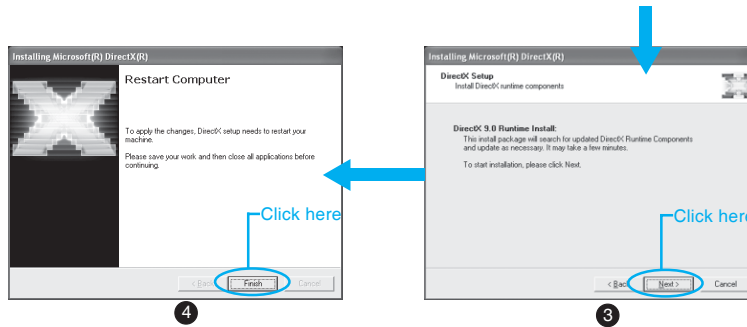 Installing Microsoft(R) DirectX(R)
Restart Computer
To apply the changes, DirectX setup needs to restart your
machine.
Please save your work and then close all applications before
continuing.
Click here
< Back
Finish
Cancel
4
Installing Microsoft(R) DirectX(R)
DirectX Setup
Install DirectX runtime components
DirectX 9.0 Runtime Install:
This install package will search for updated DirectX Runtime Components
and update as necessary. It may take a few minutes.
To start installation, please click Next.
Click here
< Back
Next >
Cancel
3